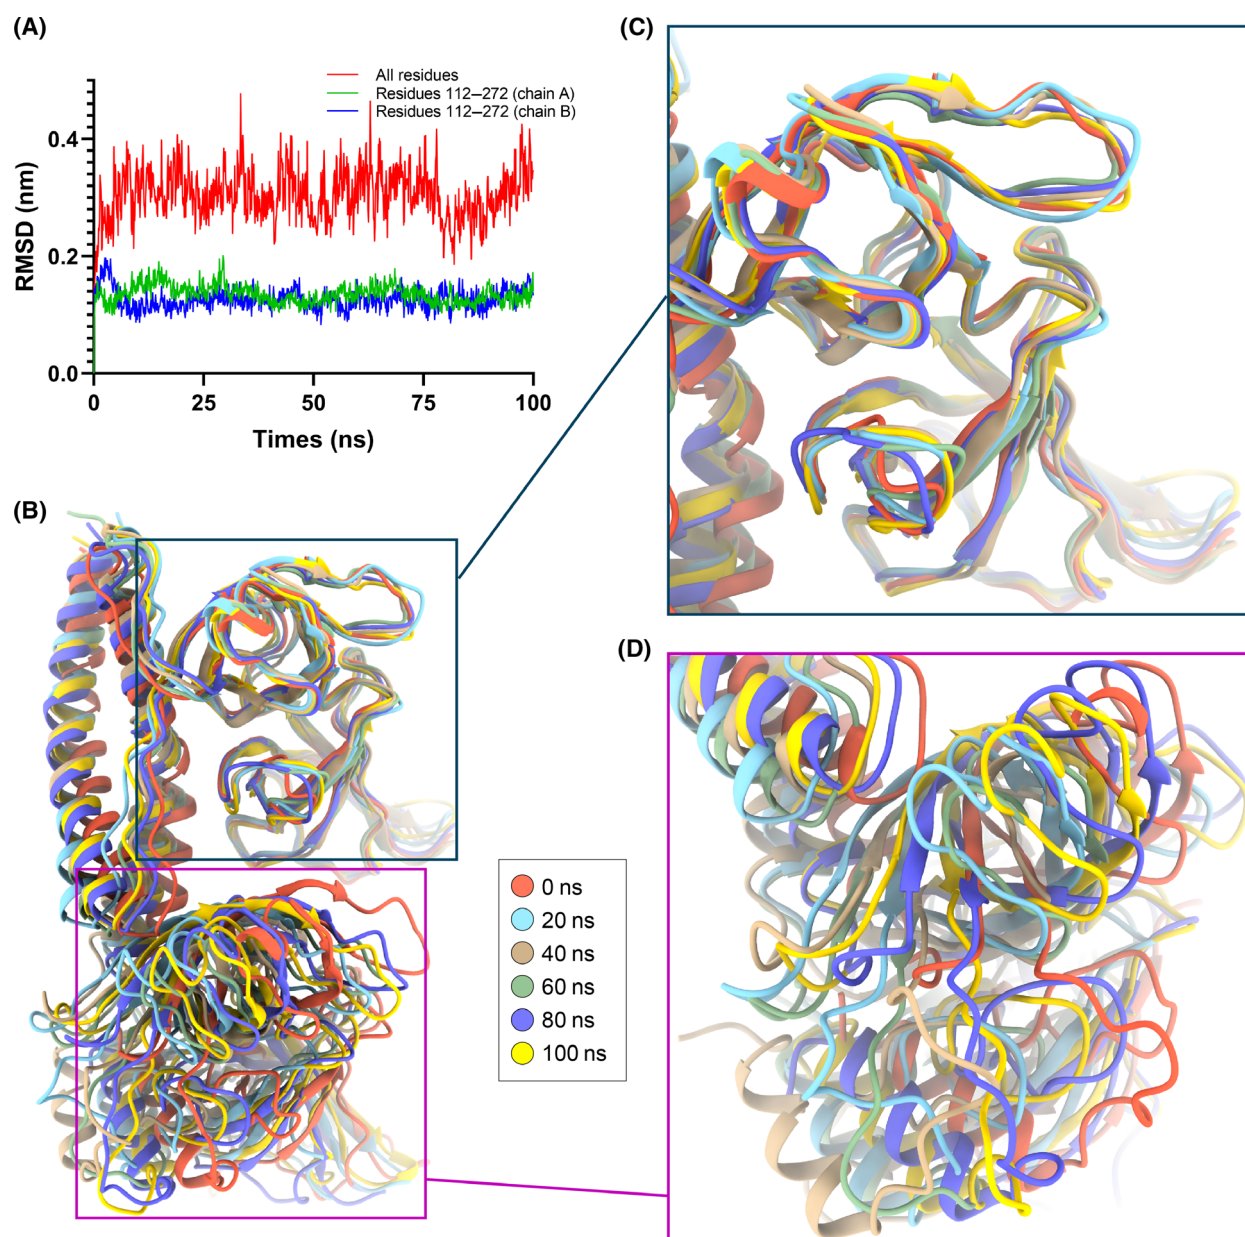 (A)
All residues
Residues 112–272 (chain A)
Residues 112–272 (chain B)
RMSD (nm)
0.4
0.2
0.0
0
25
50
75
100
Times (ns)
(B)
(C)
(D)
0 ns
20 ns
40 ns
60 ns
80 ns
100 ns